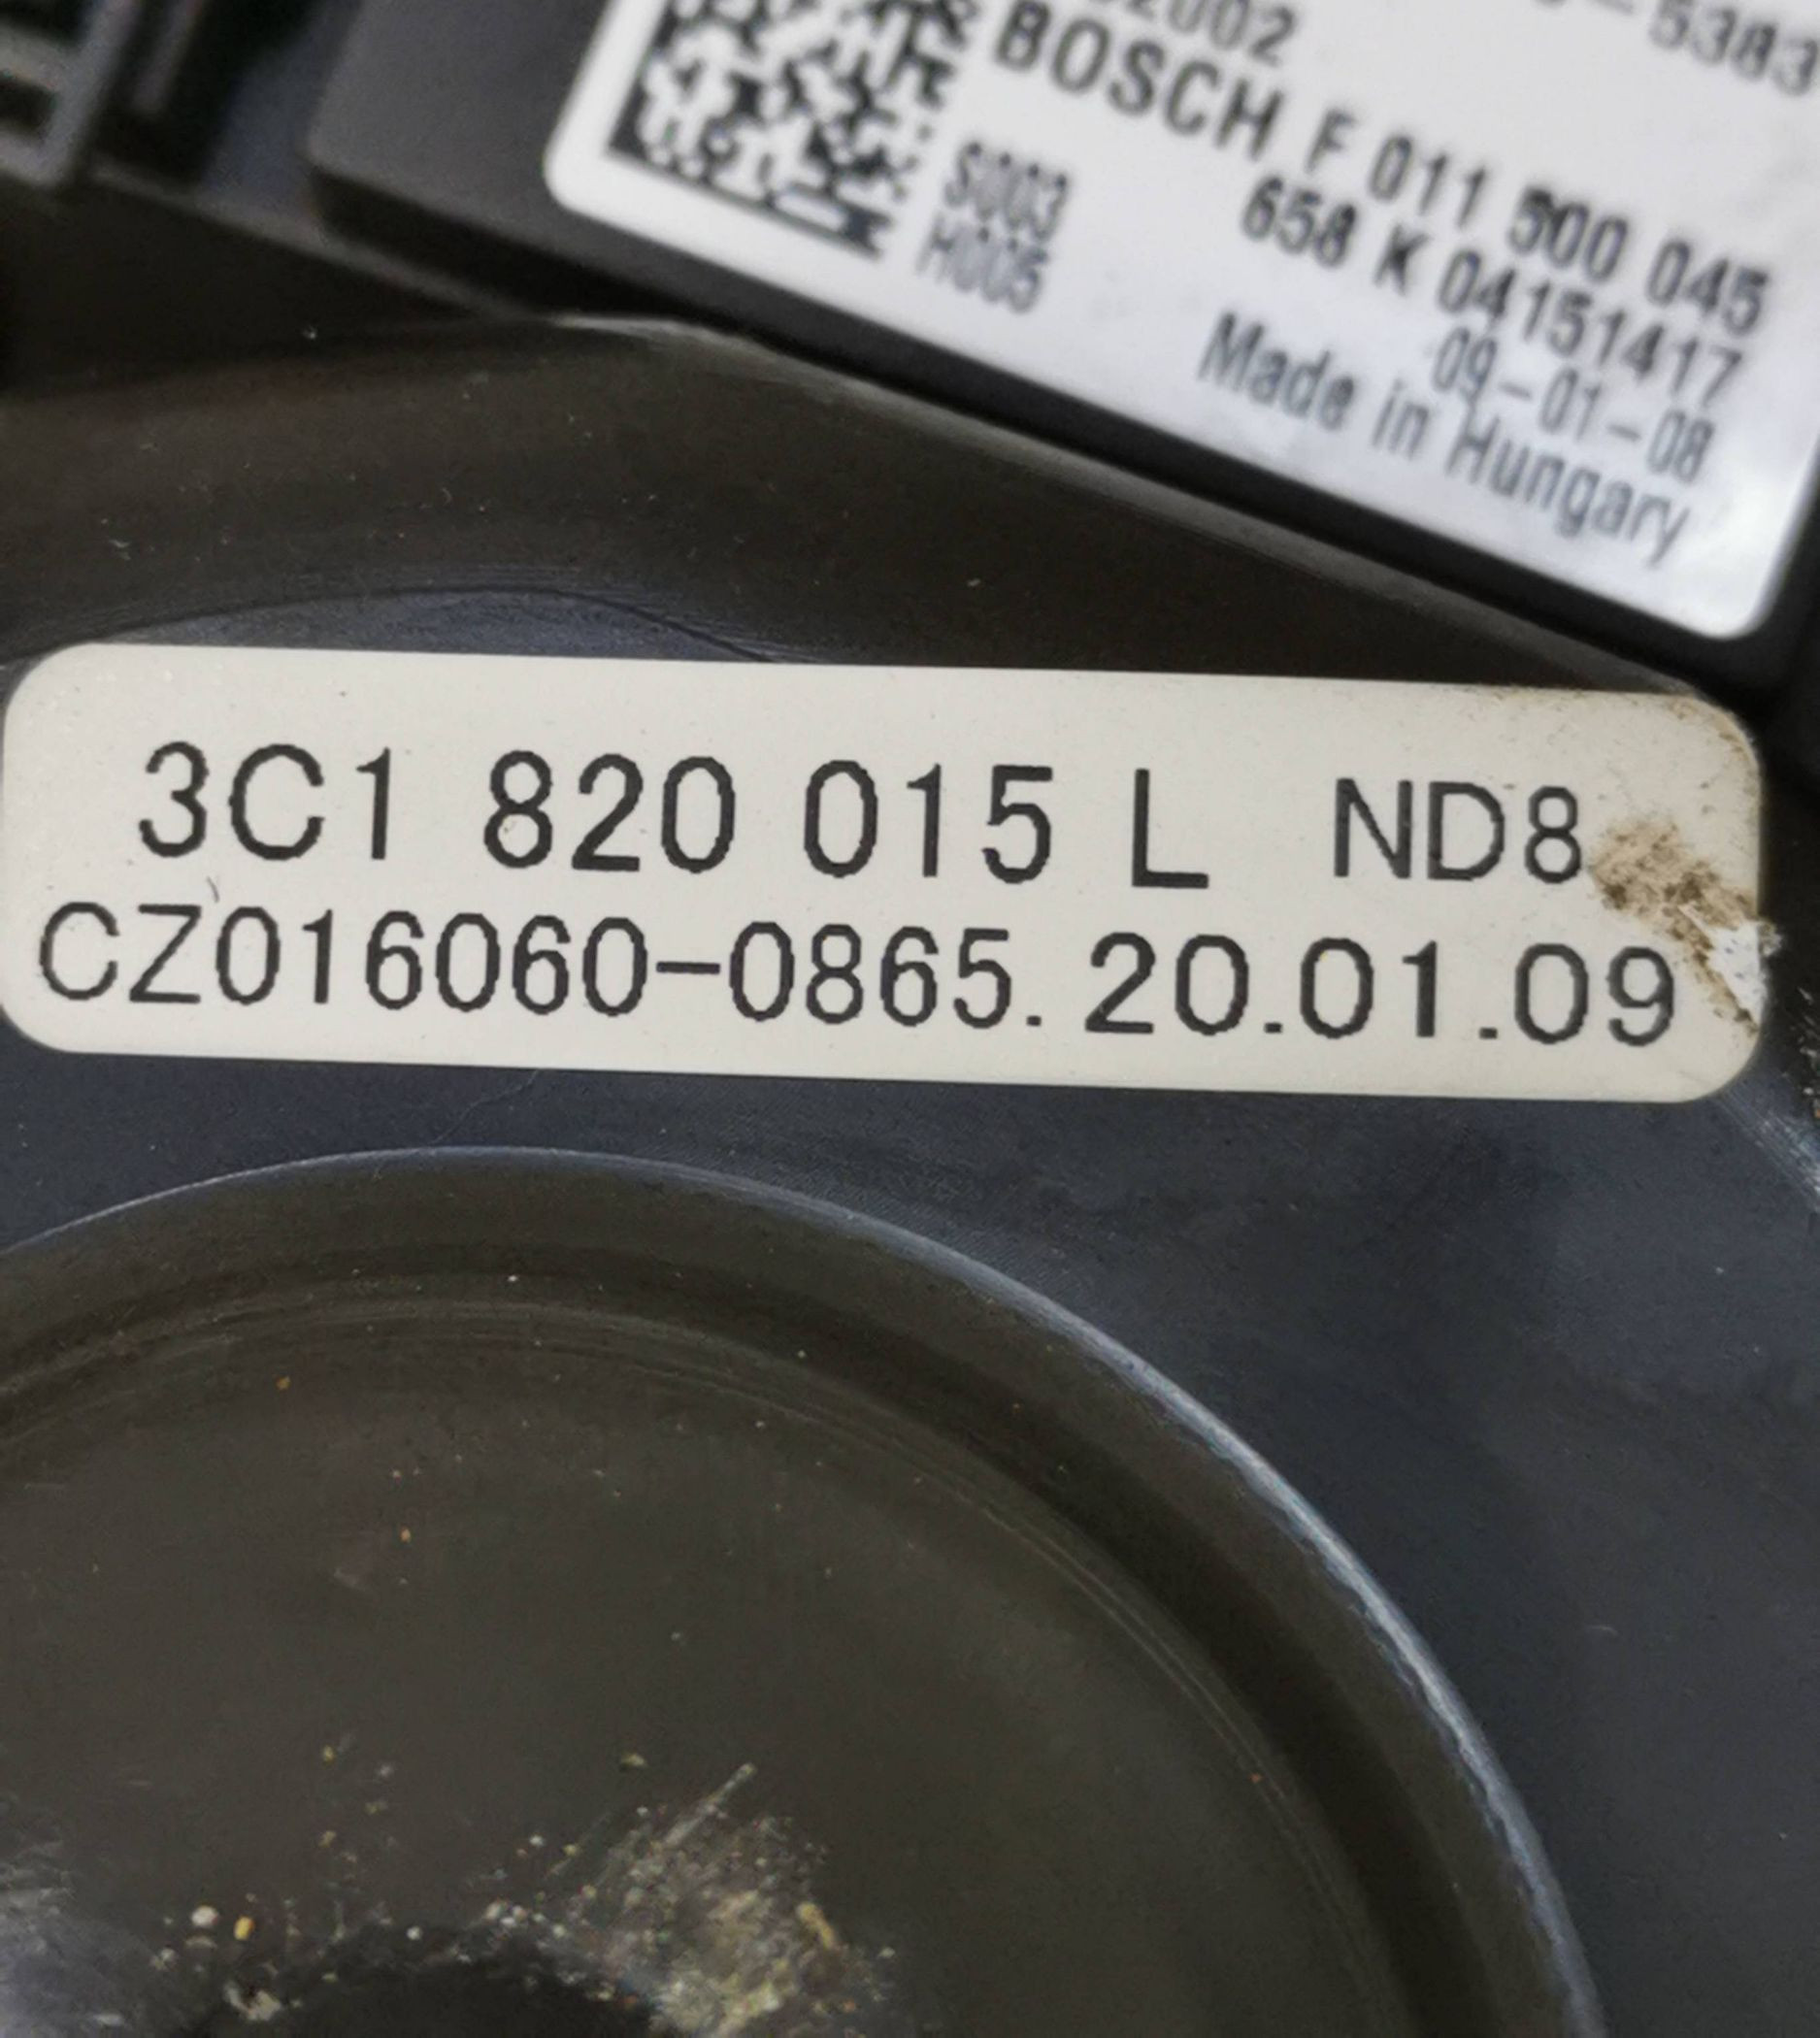 BOSCH F 011 500 045
658 K 04151417
09-01-08
S003
H005
Made in Hungary
3C1 820 015 L ND8
CZ016060-0865. 20.01.09